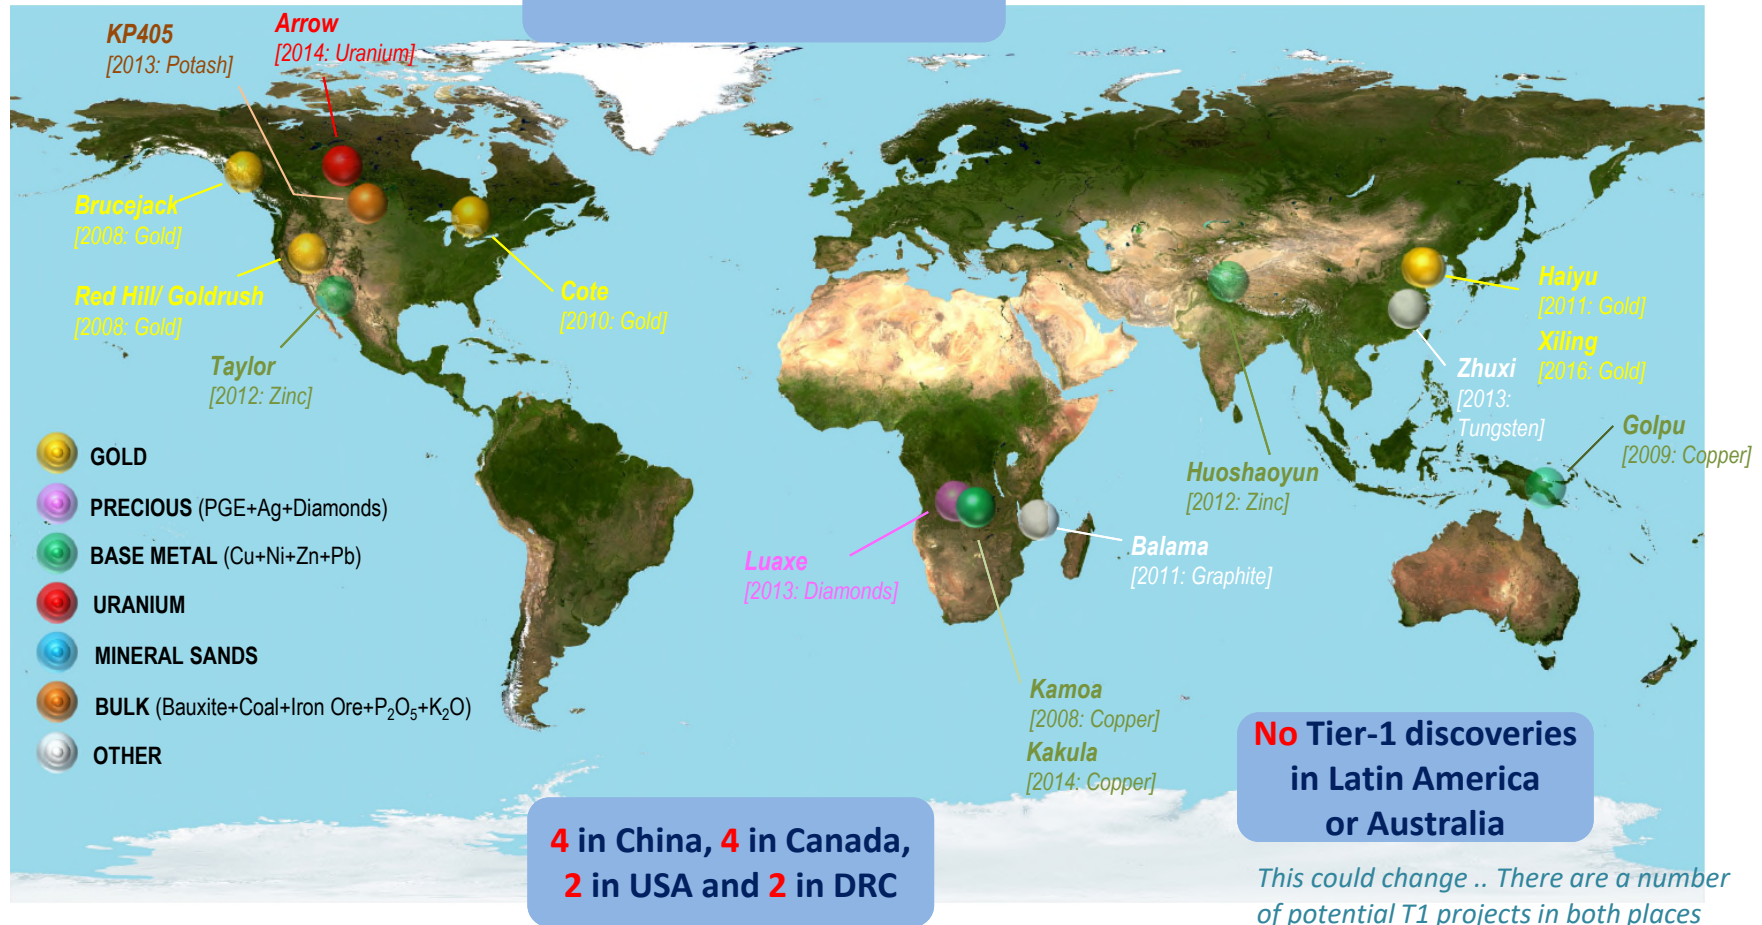 KP405
[2013: Potash]
Arrow
[2014: Uranium]
Brucejack
[2008: Gold]
Red Hill/ Goldrush
[2008: Gold]
Cote
[2010: Gold]
Taylor
[2012: Zinc]
Haiyu
[2011: Gold]
Xiling
[2016: Gold]
Zhuxi
[2013:
Tungsten]
Golpu
[2009: Copper]
Huoshaoyun
[2012: Zinc]
Balama
[2011: Graphite]
Luaxe
[2013: Diamonds]
Kamoa
[2008: Copper]
Kakula
[2014: Copper]
GOLD
PRECIOUS (PGE+Ag+Diamonds)
BASE METAL (Cu+Ni+Zn+Pb)
URANIUM
MINERAL SANDS
BULK (Bauxite+Coal+Iron Ore+P₂O₅+K₂O)
OTHER
4 in China, 4 in Canada,
2 in USA and 2 in DRC
No Tier-1 discoveries
in Latin America
or Australia
This could change .. There are a number
of potential T1 projects in both places